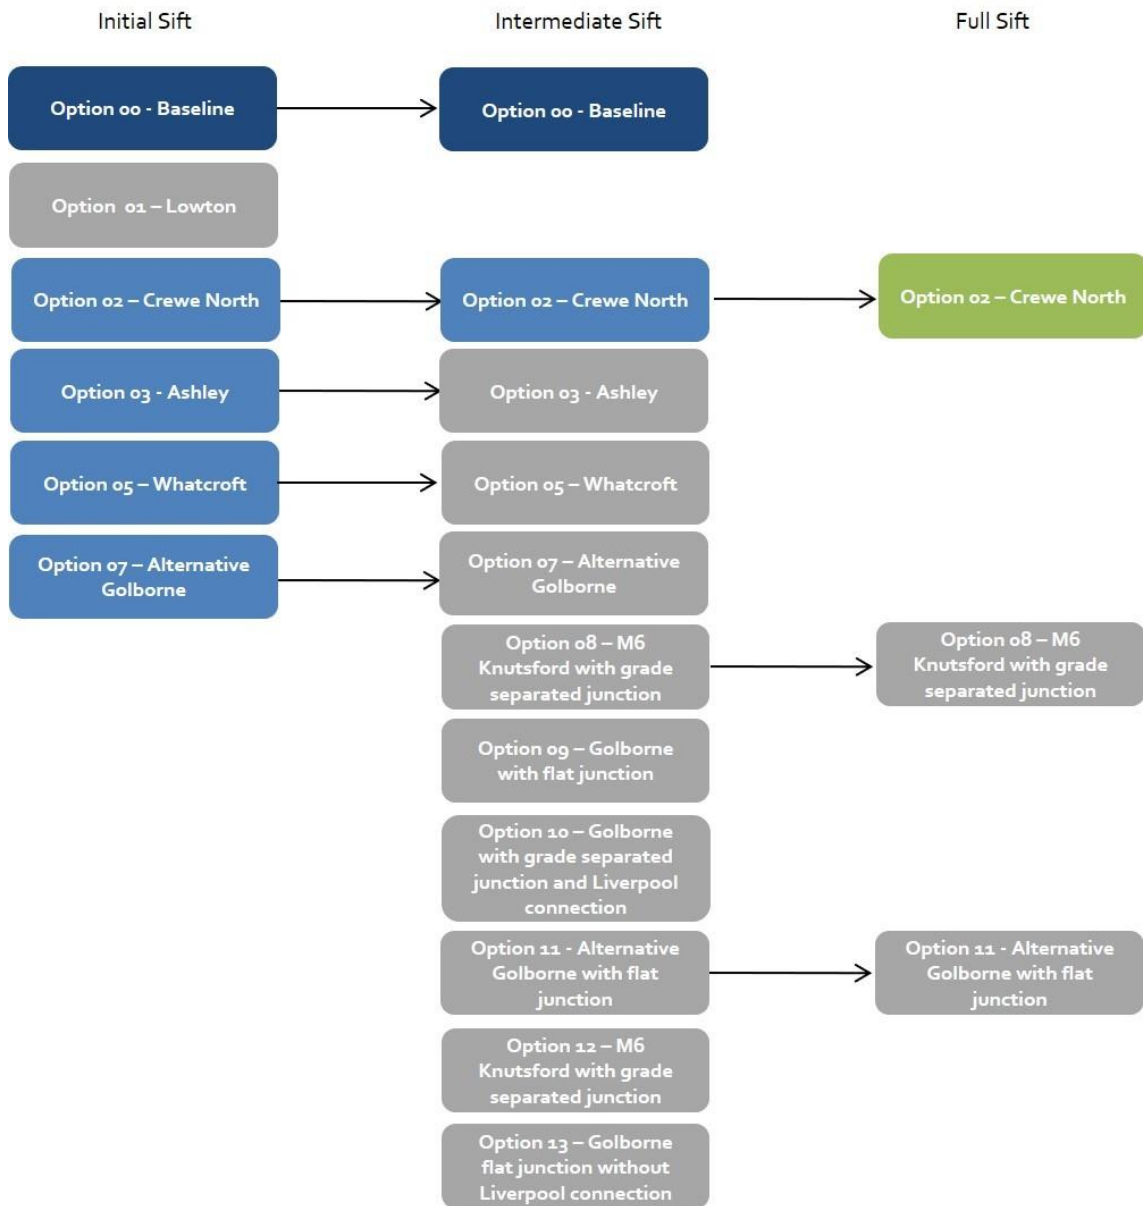 Initial Sift
Intermediate Sift
Full Sift
Option 00 - Baseline
Option 00 - Baseline
Option 01 – Lowton
Option 02 – Crewe North
Option 02 – Crewe North
Option 02 – Crewe North
Option 03 - Ashley
Option 03 - Ashley
Option 05 – Whatcroft
Option 05 – Whatcroft
Option 07 – Alternative
Golborne
Option 07 – Alternative
Golborne
Option 08 – M6
Knutsford with grade
separated junction
Option 08 – M6
Knutsford with grade
separated junction
Option 09 – Golborne
with flat junction
Option 10 – Golborne
with grade separated
junction and Liverpool
connection
Option 11 - Alternative
Golborne with flat
junction
Option 11 - Alternative
Golborne with flat
junction
Option 12 – M6
Knutsford with grade
separated junction
Option 13 – Golborne
flat junction without
Liverpool connection